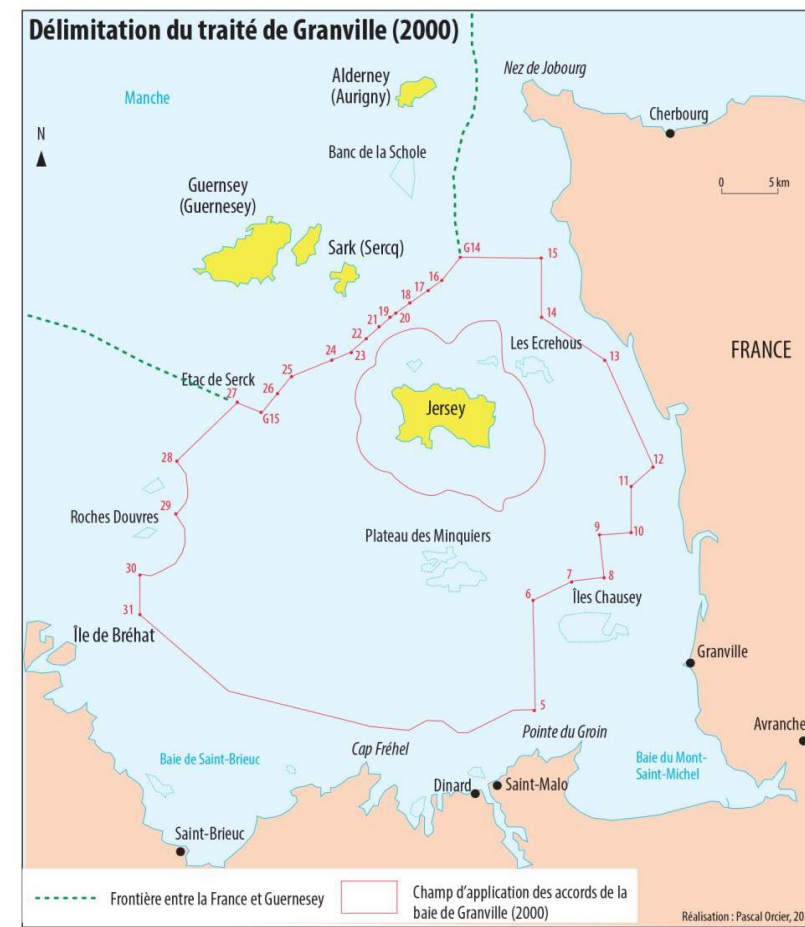 Délimitation du traité de Granville (2000)
Nez de Jobourg
Alderney
(Aurigny)
Manche
Cherbourg
N
Banc de la Schole
0 5 km
Guernsey
(Guernesey)
Sark (Sercq)
G14
15
16
17
18
19
20
14
21
22
23
Les Ecrehous
13
FRANCE
24
25
Etac de Serck
26
27
G15
Jersey
28
12
11
29
Roches Douvres
Plateau des Minquiers
9
10
30
7
8
6
Îles Chausey
31
Île de Bréhat
Granville
5
Pointe du Groin
Avranche
Cap Fréhel
Baie de Saint-Brieuc
Baie du Mont-
Saint-Michel
Dinard
Saint-Malo
Saint-Brieuc
Frontière entre la France et Guernesey
Champ d'application des accords de la
baie de Granville (2000)
Réalisation : Pascal Orcier, 20